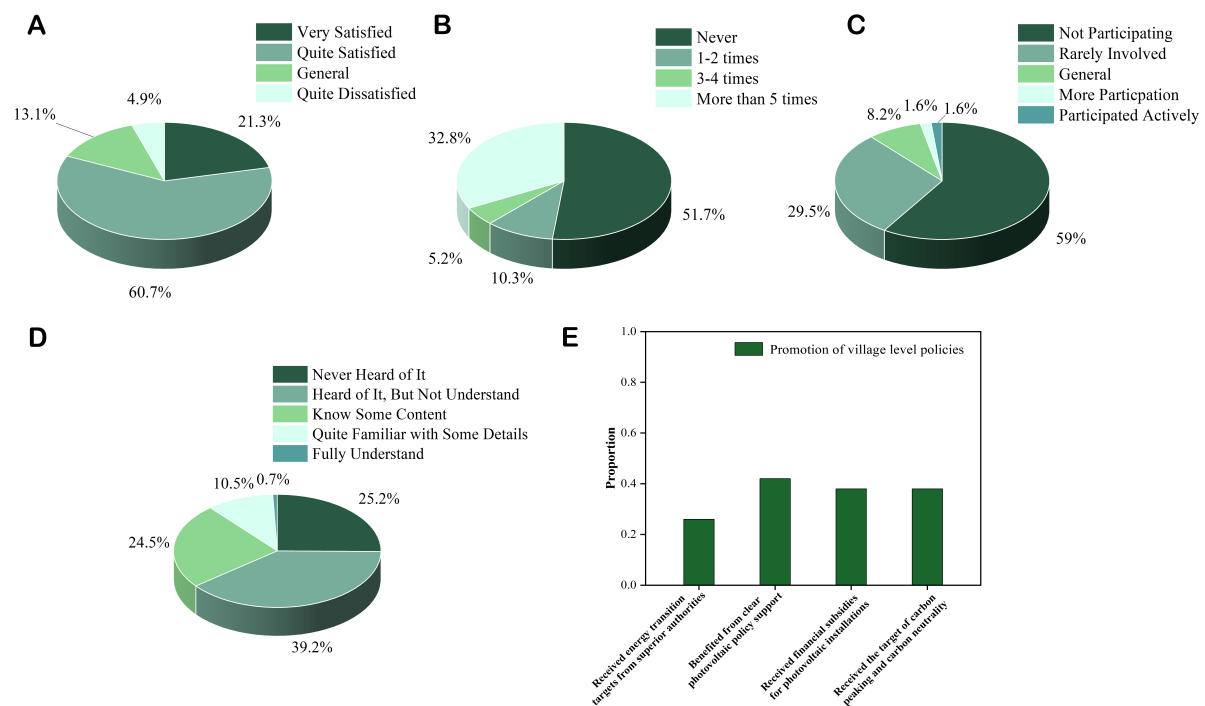 A
Very Satisfied
Quite Satisfied
General
Quite Dissatisfied
4.9%
13.1%
21.3%
60.7%
B
Never
1-2 times
3-4 times
More than 5 times
32.8%
51.7%
5.2%
10.3%
C
Not Participating
Rarely Involved
General
More Particpation
Participated Actively
8.2%
1.6%
1.6%
29.5%
59%
D
Never Heard of It
Heard of It, But Not Understand
Know Some Content
Quite Familiar with Some Details
Fully Understand
10.5%
0.7%
25.2%
24.5%
39.2%
E
Promotion of village level policies
Proportion
1.0
0.8
0.6
0.4
0.2
0.0
Received energy transition
targets from superior authorities
Benefited from clear
photovoltaic policy support
Received financial subsidies
for photovoltaic installations
Received the target of carbon
peaking and carbon neutrality